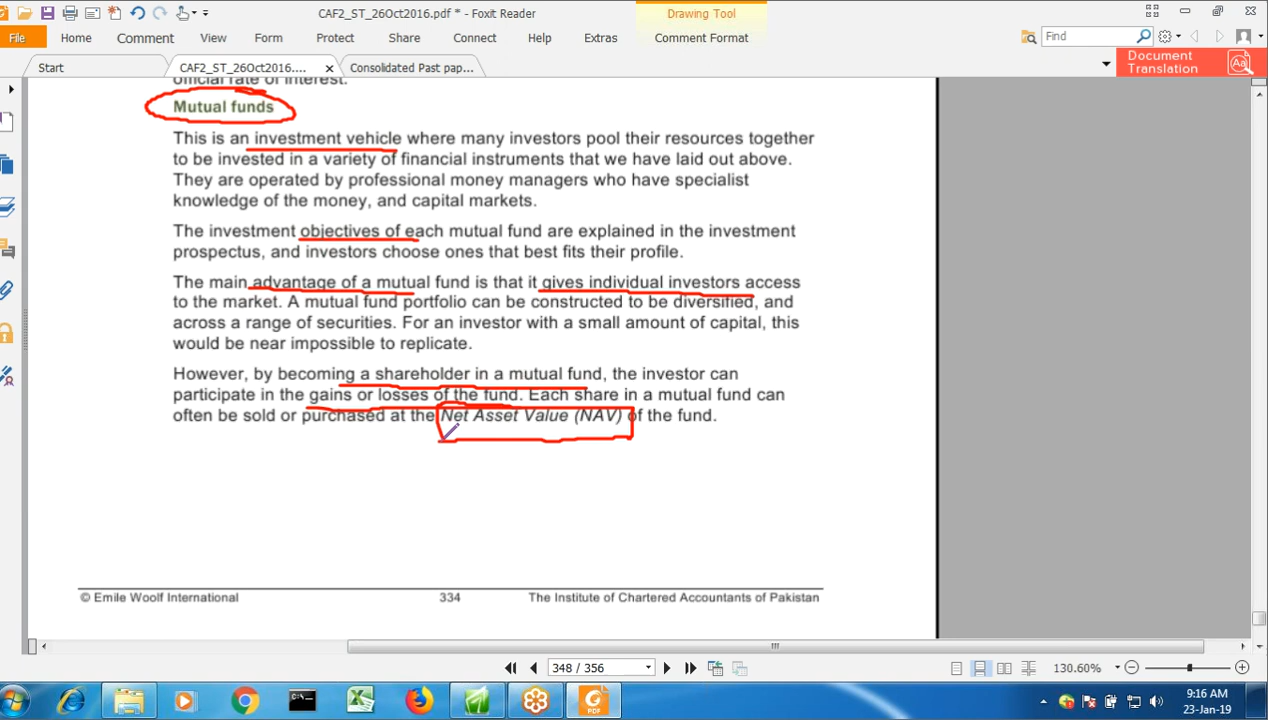 CAF2_ST_26Oct2016.pdf * - Foxit Reader
Drawing Tool
File
Home
Comment
View
Form
Protect
Share
Connect
Help
Extras
Comment Format
Find
Start
CAF2_ST_26Oct2016....
Consolidated Past pap...
Document
Translation
official rate of interest.
Mutual funds
This is an investment vehicle where many investors pool their resources together
to be invested in a variety of financial instruments that we have laid out above.
They are operated by professional money managers who have specialist
knowledge of the money, and capital markets.
The investment objectives of each mutual fund are explained in the investment
prospectus, and investors choose ones that best fits their profile.
The main advantage of a mutual fund is that it gives individual investors access
to the market. A mutual fund portfolio can be constructed to be diversified, and
across a range of securities. For an investor with a small amount of capital, this
would be near impossible to replicate.
However, by becoming a shareholder in a mutual fund, the investor can
participate in the gains or losses of the fund. Each share in a mutual fund can
often be sold or purchased at the Net Asset Value (NAV) of the fund.
© Emile Woolf International
334
The Institute of Chartered Accountants of Pakistan
348 / 356
130.60%
9:16 AM
23-Jan-19